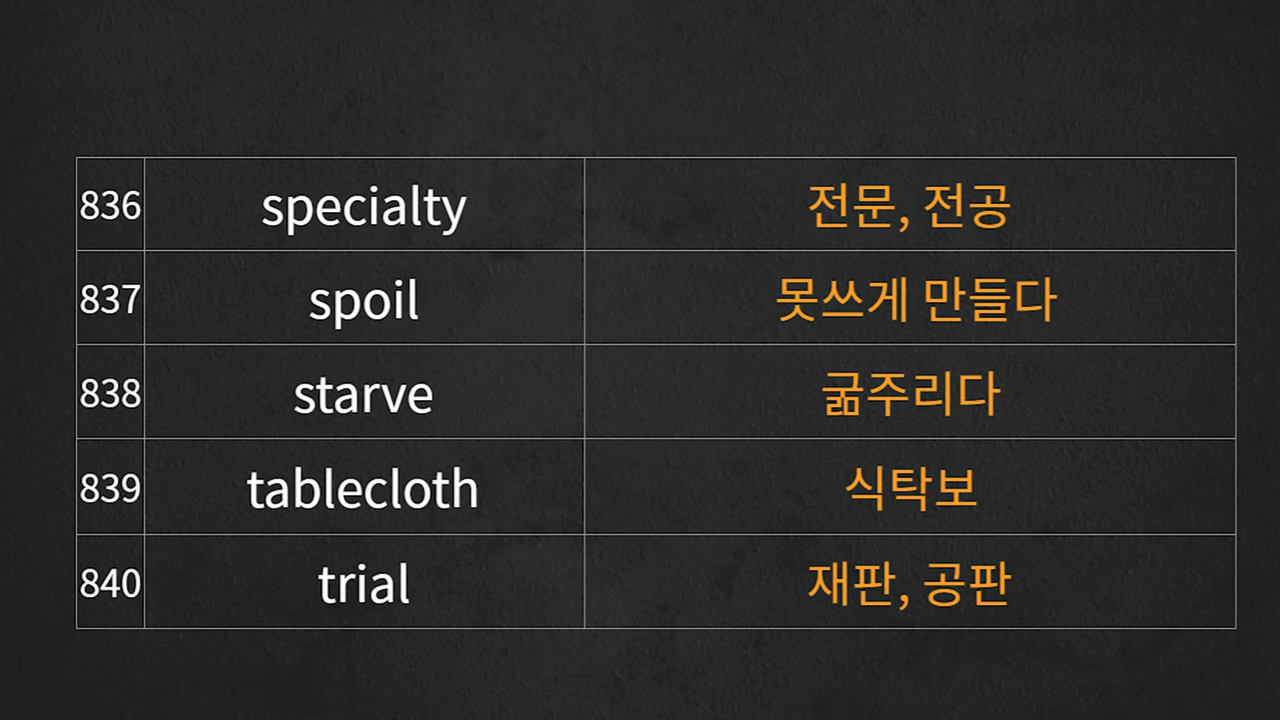 836 specialty 전문, 전공
837 spoil 못쓰게 만들다
838 starve 굶주리다
839 tablecloth 식탁보
840 trial 재판, 공판